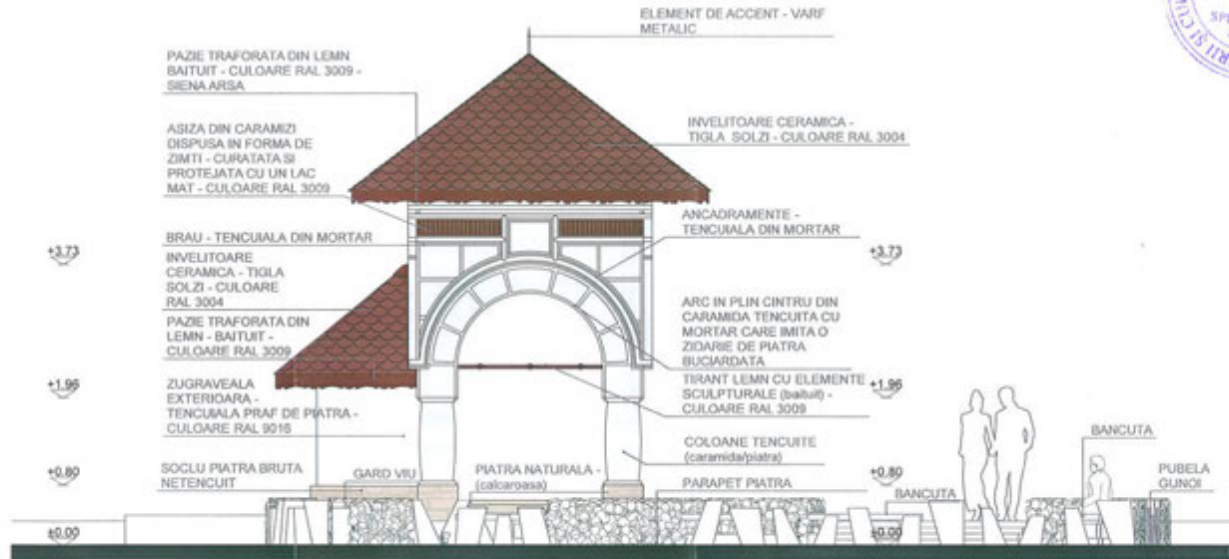 ELEMENT DE ACCENT - VARF
METALIC
PAZIE TRAFORATA DIN LEMN
BAITUIT - CULOARE RAL 3009 -
SIENA ARSA
ASIZA DIN CARAMIZI
DISPUSA IN FORMA DE
ZIMTI - CURATATA SI
PROTEJATA CU UN LAC
MAT - CULOARE RAL 3009
INVELITOARE CERAMICA -
TIGLA SOLZI - CULOARE RAL 3004
BRAU - TENCUIALA DIN MORTAR
ANCADRAMENTE -
TENCUIALA DIN MORTAR
+3.73
+3.73
INVELITOARE
CERAMICA - TIGLA
SOLZI - CULOARE
RAL 3004
PAZIE TRAFORATA DIN
LEMN - BAITUIT -
CULOARE RAL 3009
ARC IN PLIN CINTRU DIN
CARAMIDA TENCUITA CU
MORTAR CARE IMITA O
ZIDARIE DE PIATRA
BUCIARDATA
+1.96
+1.96
ZUGRAVEALA
EXTERIOARA -
TENCUIALA PRAF DE PIATRA -
CULOARE RAL 9016
TIRANT LEMN CU ELEMENTE
SCULPTURALE (baituit) -
CULOARE RAL 3009
COLOANE TENCUITE
(caramida/piatra)
BANCUTA
+0.80
+0.80
SOCLU PIATRA BRUTA
NETENCUIT
GARD VIU
PIATRA NATURALA -
(calcaroasa)
PARAPET PIATRA
BANCUTA
PUBELA
GUNOI
±0.00
±0.00